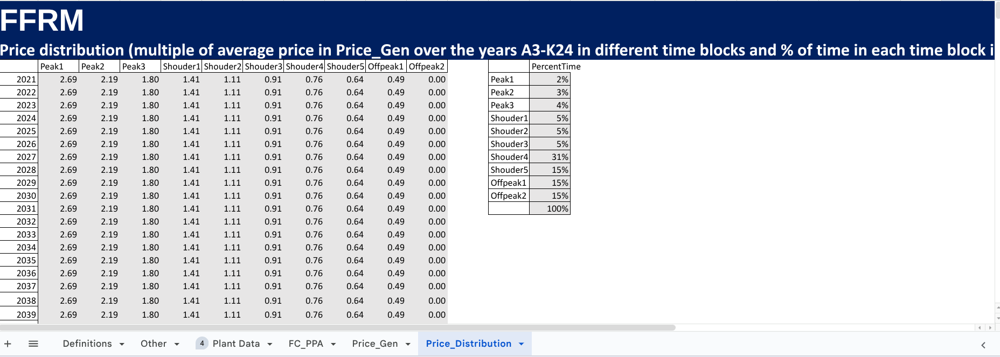 FFRM
Price distribution (multiple of average price in Price_Gen over the years A3-K24 in different time blocks and % of time in each time block i
Peak1 Peak2 Peak3 Shouder1 Shouder2 Shouder3 Shouder4 Shouder5 Offpeak1 Offpeak2 PercentTime
2021 2.69 2.19 1.80 1.41 1.11 0.91 0.76 0.64 0.49 0.00 Peak1 2%
2022 2.69 2.19 1.80 1.41 1.11 0.91 0.76 0.64 0.49 0.00 Peak2 3%
2023 2.69 2.19 1.80 1.41 1.11 0.91 0.76 0.64 0.49 0.00 Peak3 4%
2024 2.69 2.19 1.80 1.41 1.11 0.91 0.76 0.64 0.49 0.00 Shouder1 5%
2025 2.69 2.19 1.80 1.41 1.11 0.91 0.76 0.64 0.49 0.00 Shouder2 5%
2026 2.69 2.19 1.80 1.41 1.11 0.91 0.76 0.64 0.49 0.00 Shouder3 5%
2027 2.69 2.19 1.80 1.41 1.11 0.91 0.76 0.64 0.49 0.00 Shouder4 31%
2028 2.69 2.19 1.80 1.41 1.11 0.91 0.76 0.64 0.49 0.00 Shouder5 15%
2029 2.69 2.19 1.80 1.41 1.11 0.91 0.76 0.64 0.49 0.00 Offpeak1 15%
2030 2.69 2.19 1.80 1.41 1.11 0.91 0.76 0.64 0.49 0.00 Offpeak2 15%
2031 2.69 2.19 1.80 1.41 1.11 0.91 0.76 0.64 0.49 0.00 100%
2032 2.69 2.19 1.80 1.41 1.11 0.91 0.76 0.64 0.49 0.00
2033 2.69 2.19 1.80 1.41 1.11 0.91 0.76 0.64 0.49 0.00
2034 2.69 2.19 1.80 1.41 1.11 0.91 0.76 0.64 0.49 0.00
2035 2.69 2.19 1.80 1.41 1.11 0.91 0.76 0.64 0.49 0.00
2036 2.69 2.19 1.80 1.41 1.11 0.91 0.76 0.64 0.49 0.00
2037 2.69 2.19 1.80 1.41 1.11 0.91 0.76 0.64 0.49 0.00
2038 2.69 2.19 1.80 1.41 1.11 0.91 0.76 0.64 0.49 0.00
2039 2.69 2.19 1.80 1.41 1.11 0.91 0.76 0.64 0.49 0.00
Definitions Other 4 Plant Data FC_PPA Price_Gen Price_Distribution